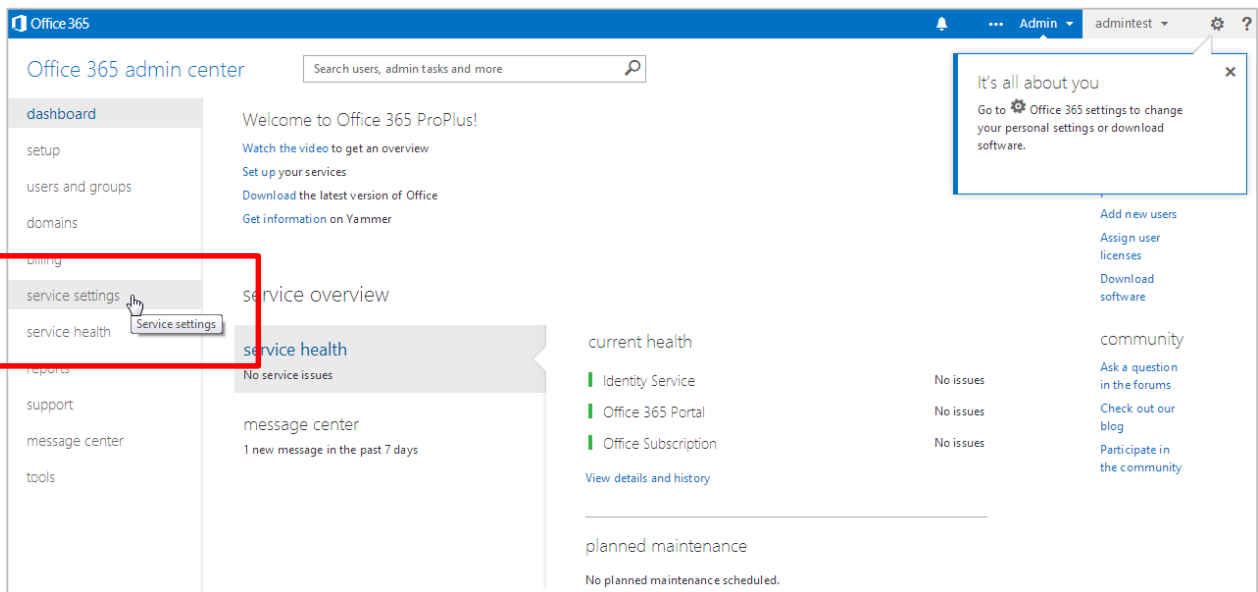 Office 365
... Admin
admintest
?
Office 365 admin center
Search users, admin tasks and more
It's all about you
Go to Office 365 settings to change
your personal settings or download
software.
dashboard
setup
users and groups
domains
billing
service settings
Service settings
service health
reports
support
message center
tools
Welcome to Office 365 ProPlus!
Watch the video to get an overview
Set up your services
Download the latest version of Office
Get information on Yammer
service overview
service health
No service issues
message center
1 new message in the past 7 days
current health
Identity Service No issues
Office 365 Portal No issues
Office Subscription No issues
View details and history
planned maintenance
No planned maintenance scheduled.
Add new users
Assign user
licenses
Download
software
community
Ask a question
in the forums
Check out our
blog
Participate in
the community